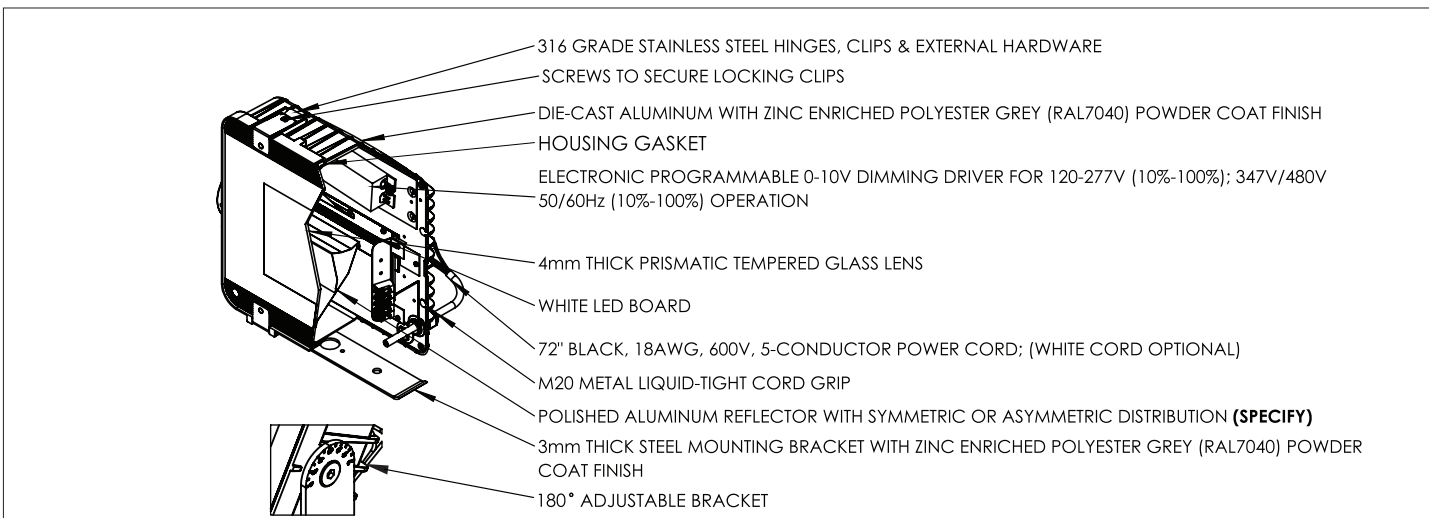 316 GRADE STAINLESS STEEL HINGES, CLIPS & EXTERNAL HARDWARE
SCREWS TO SECURE LOCKING CLIPS
DIE-CAST ALUMINUM WITH ZINC ENRICHED POLYESTER GREY (RAL7040) POWDER COAT FINISH
HOUSING GASKET
ELECTRONIC PROGRAMMABLE 0-10V DIMMING DRIVER FOR 120-277V (10%-100%); 347V/480V
50/60Hz (10%-100%) OPERATION
4mm THICK PRISMATIC TEMPERED GLASS LENS
WHITE LED BOARD
72" BLACK, 18AWG, 600V, 5-CONDUCTOR POWER CORD; (WHITE CORD OPTIONAL)
M20 METAL LIQUID-TIGHT CORD GRIP
POLISHED ALUMINUM REFLECTOR WITH SYMMETRIC OR ASYMMETRIC DISTRIBUTION (SPECIFY)
3mm THICK STEEL MOUNTING BRACKET WITH ZINC ENRICHED POLYESTER GREY (RAL7040) POWDER
COAT FINISH
180° ADJUSTABLE BRACKET